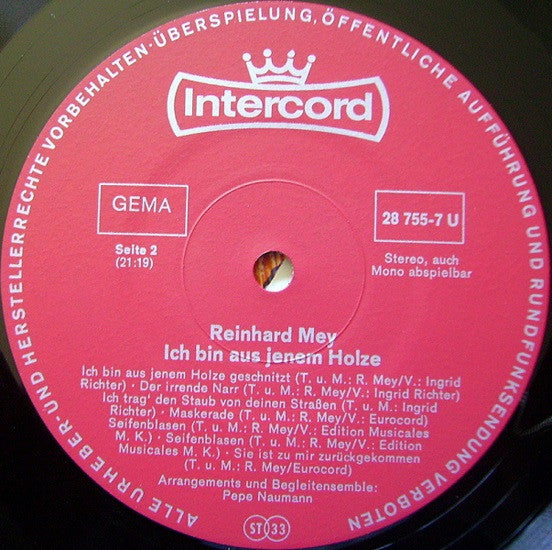 ALLE URHEBER- UND HERSTELLERRECHTE VORBEHALTEN · ÜBERSPIELUNG, ÖFFENTLICHE AUFFÜHRUNG UND RUNDFUNKSENDUNG VERBOTEN
Intercord
GEMA
Seite 2
(21:19)
28 755-7 U
Stereo, auch
Mono abspielbar
Reinhard Mey
Ich bin aus jenem Holze
Ich bin aus jenem Holze geschnitzt (T. u. M.: R. Mey/V.: Ingrid
Richter) · Der irrende Narr (T. u. M.: R. Mey/V.: Ingrid Richter)
Ich trag' den Staub von deinen Straßen (T. u. M.: Ingrid
Richter) · Maskerade (T. u. M.: R. Mey/V.: Eurocord)
Seifenblasen (T. u. M.: R. Mey/V.: Edition Musicales
M. K.) · Seifenblasen (T. u. M.: R. Mey/V.: Edition
Musicales M. K.) · Sie ist zu mir zurückgekommen
(T. u. M.: R. Mey/Eurocord)
Arrangements und Begleitensemble:
Pepe Naumann
ST 33